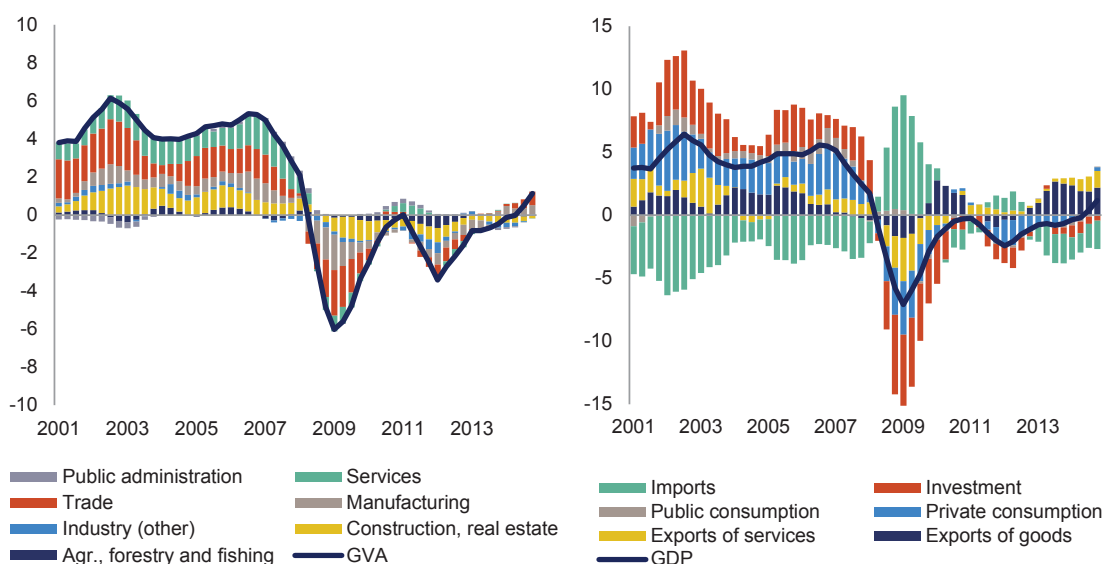 10
8
6
4
2
0
-2
-4
-6
-8
-10
2001 2003 2005 2007 2009 2011 2013
Public administration Services
Trade Manufacturing
Industry (other) Construction, real estate
Agr., forestry and fishing GVA
15
10
5
0
-5
-10
-15
2001 2003 2005 2007 2009 2011 2013
Imports Investment
Public consumption Private consumption
Exports of services Exports of goods
GDP